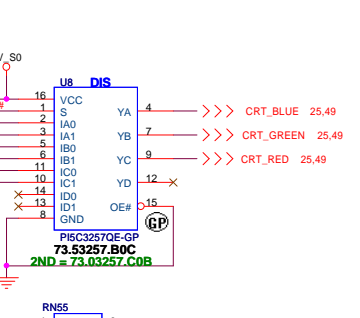 /_S0
U8 DIS
16 VCC
1 S
2 IA0
3 IA1
5 IB0
6 IB1
11 IC0
10 IC1
14 ID0
13 ID1
8 GND
YA 4 CRT_BLUE 25,49
YB 7 CRT_GREEN 25,49
YC 9 CRT_RED 25,49
YD 12
OE# 15
GP
PI5C3257QE-GP
73.53257.B0C
2ND = 73.03257.C0B
RN55